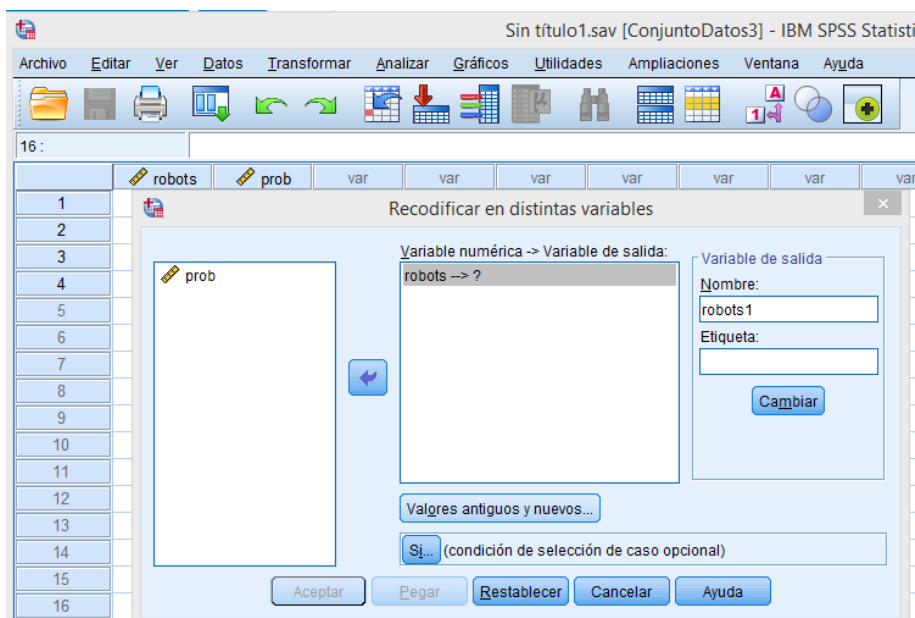 Sin título1.sav [ConjuntoDatos3] - IBM SPSS Statisti
Archivo Editar Ver Datos Transformar Analizar Gráficos Utilidades Ampliaciones Ventana Ayuda
A
1
16 :
robots prob var var var var var var var
1
Recodificar en distintas variables
2
3
Variable numérica -> Variable de salida:
Variable de salida
prob
robots --> ?
4
Nombre:
robots1
5
6
Etiqueta:
7
8
Cambiar
9
10
11
12
Valores antiguos y nuevos...
13
14
Si... (condición de selección de caso opcional)
15
Aceptar Pegar Restablecer Cancelar Ayuda
16